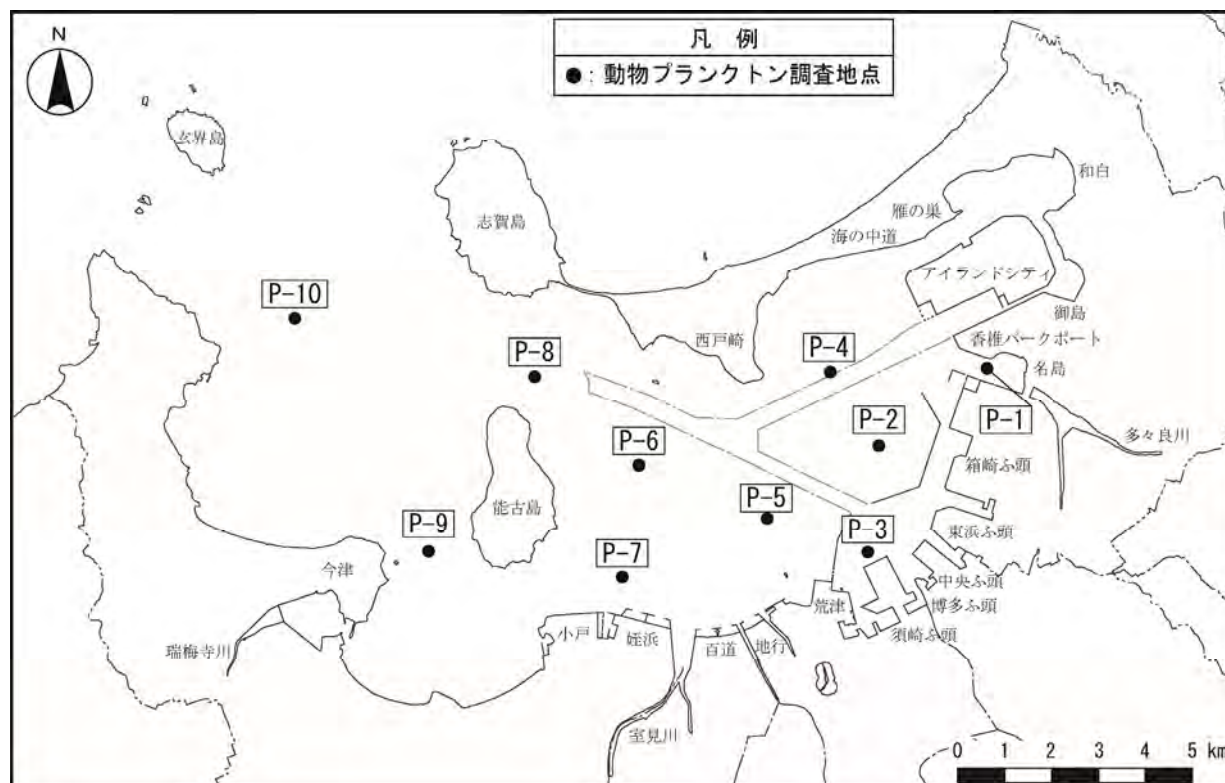 N
凡 例
●：動物プランクトン調査地点
玄界島
志賀島
和白
雁の巣
海の中道
アイランドシティ
御島
香椎パークポート
名島
P-10
P-8
西戸崎
P-4
P-1
多々良川
P-2
箱崎ふ頭
P-6
能古島
P-5
P-9
P-3
東浜ふ頭
P-7
今津
中央ふ頭
荒津
博多ふ頭
須崎ふ頭
小戸
姪浜
百道
地行
瑞梅寺川
室見川
0 1 2 3 4 5 km